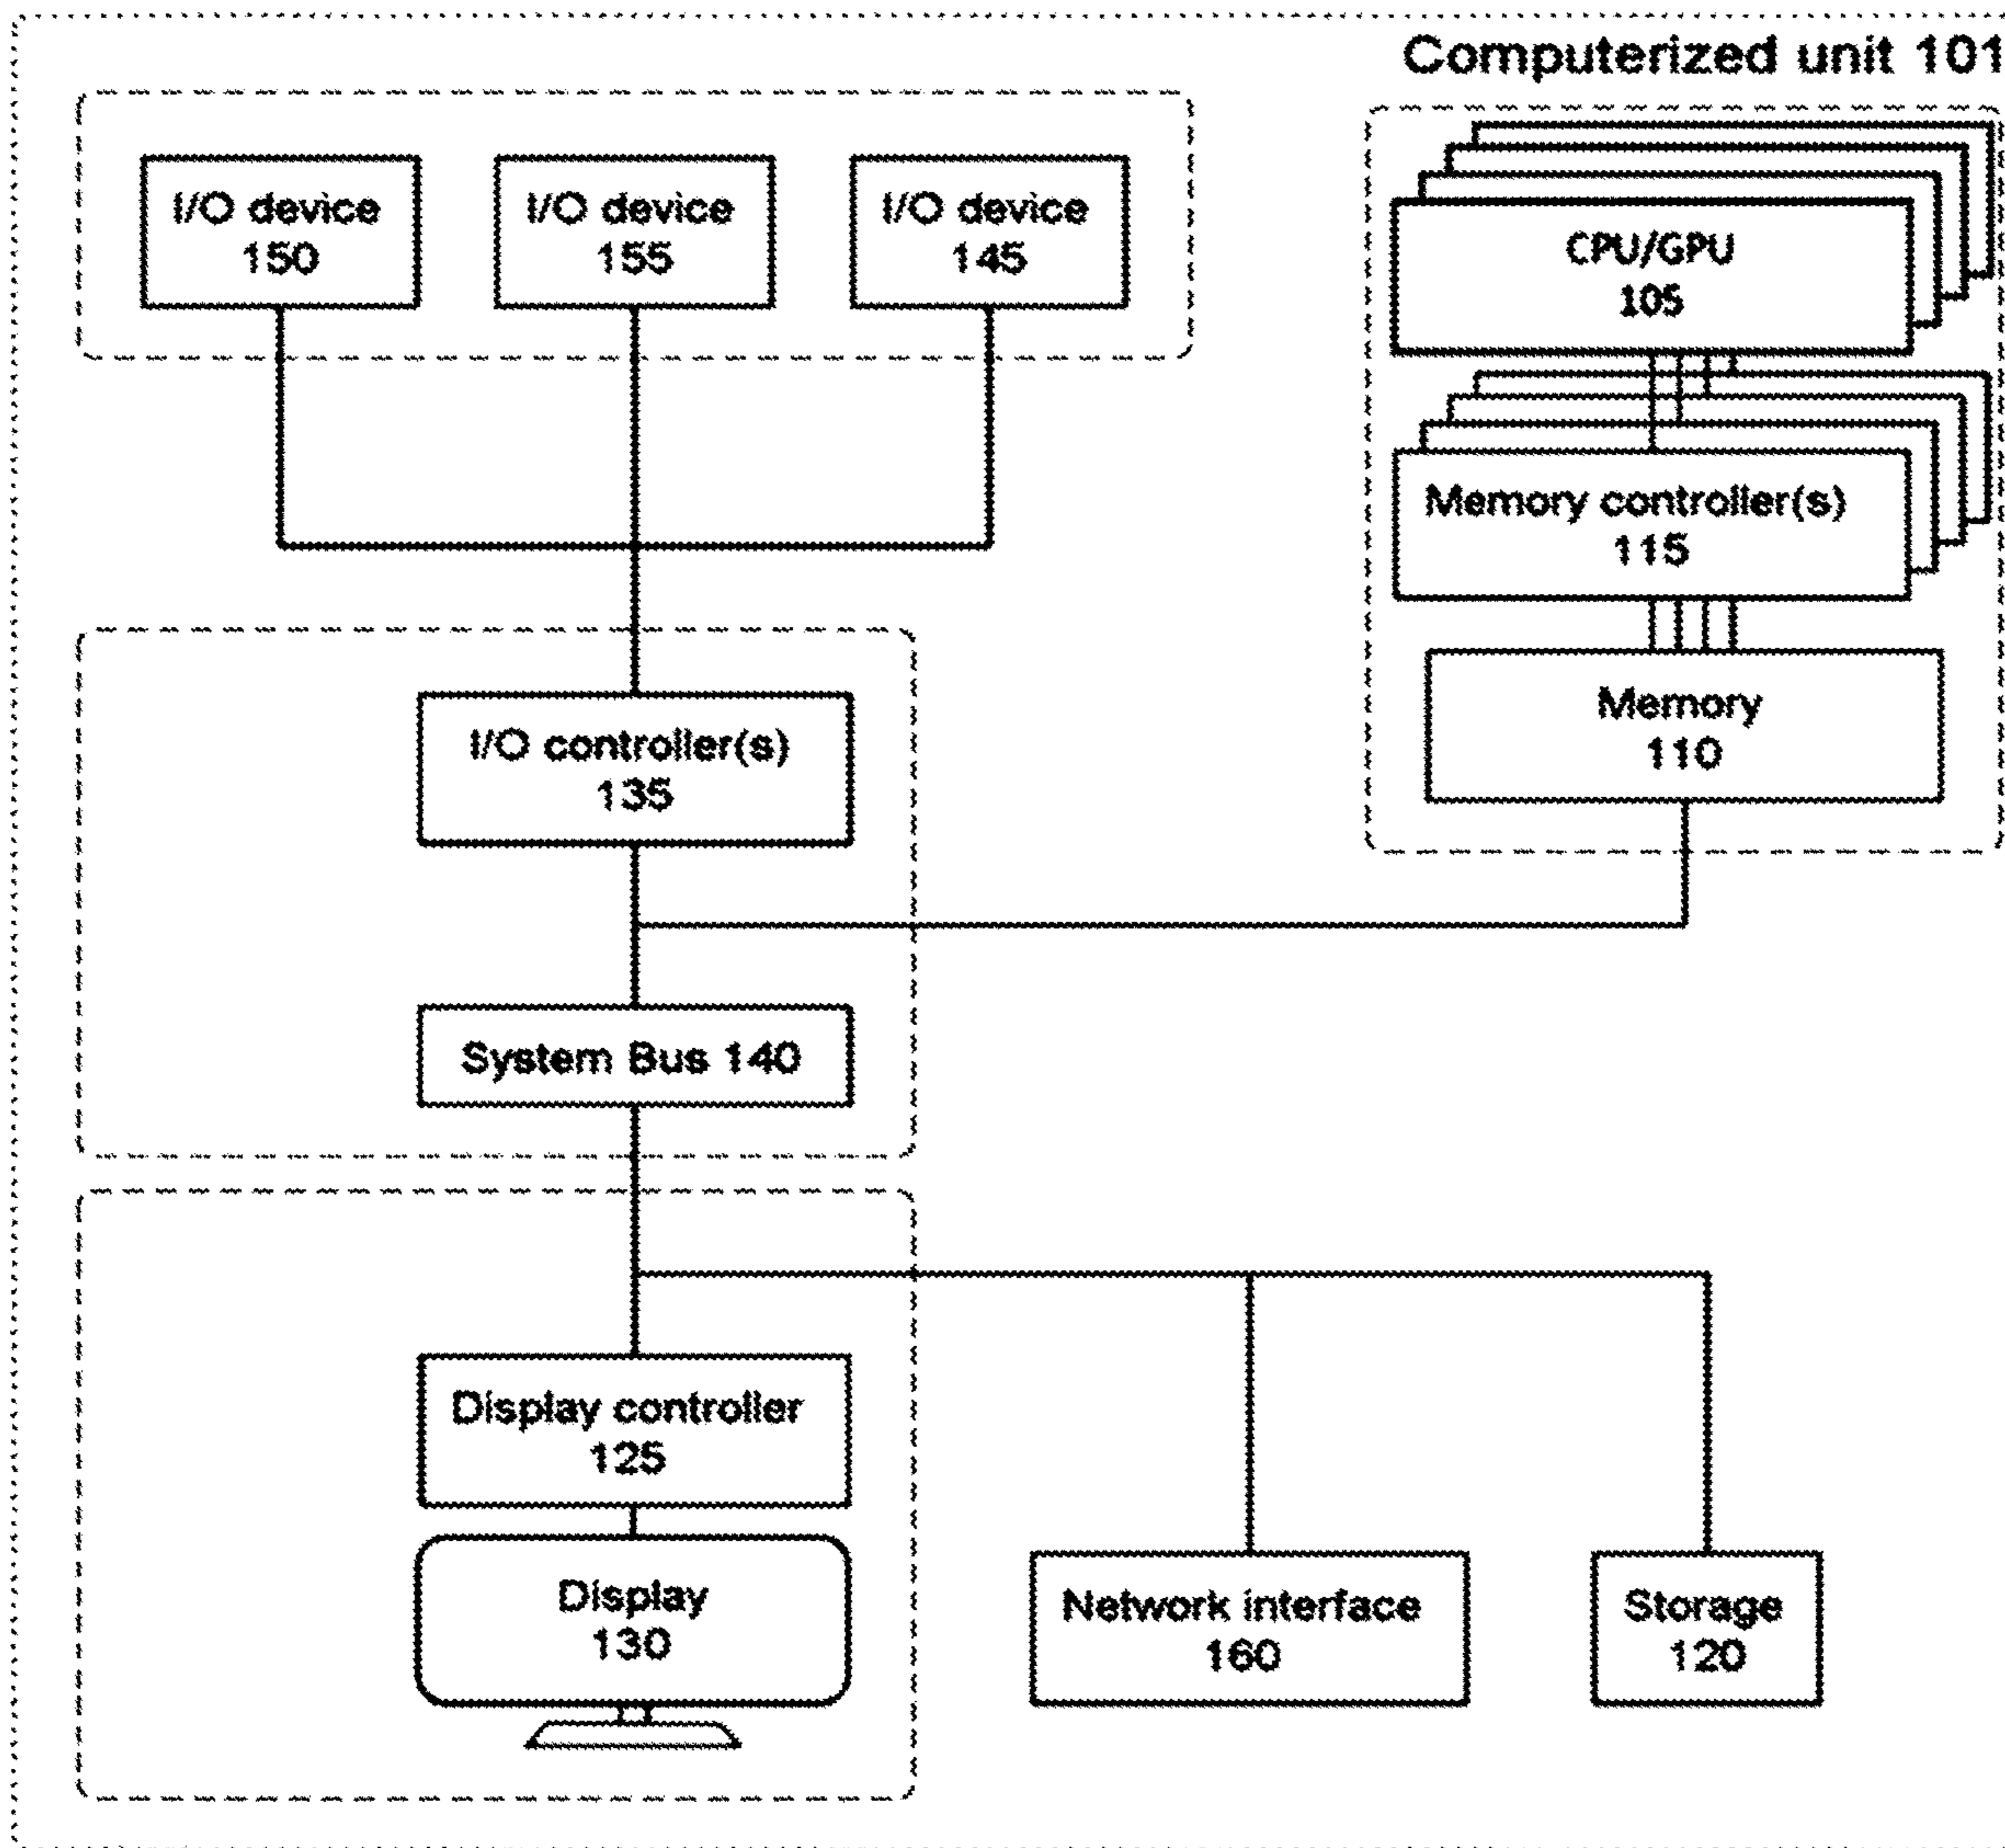 Computerized unit 101
I/O device
150
I/O device
155
I/O device
145
CPU/GPU
105
Memory controller(s)
115
Memory
110
I/O controller(s)
135
System Bus 140
Display controller
125
Display
130
Network interface
160
Storage
120